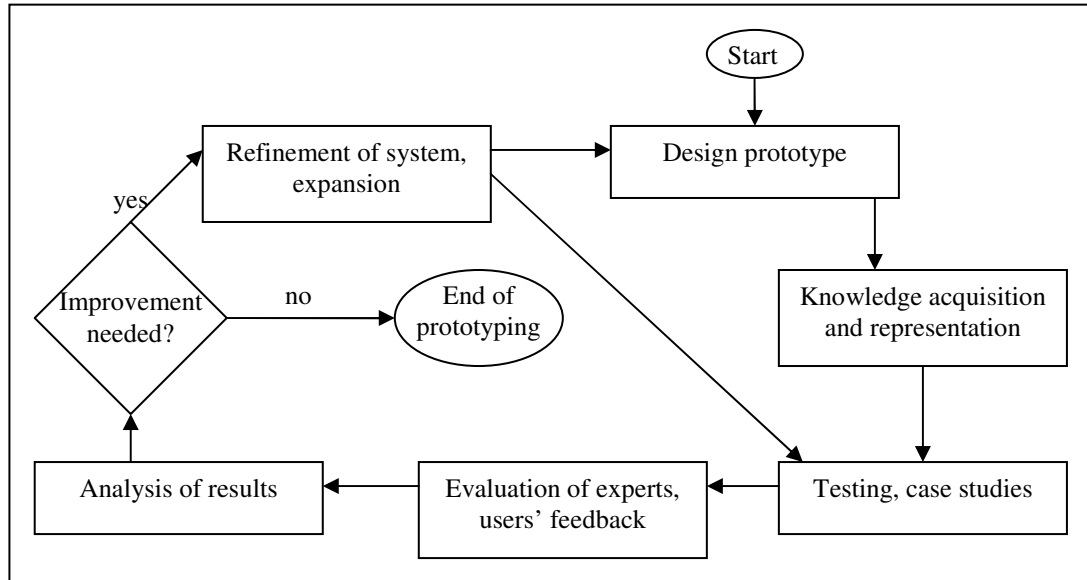 Start
Design prototype
Refinement of system,
expansion
yes
Improvement
needed?
no
End of
prototyping
Knowledge acquisition
and representation
Testing, case studies
Evaluation of experts,
users’ feedback
Analysis of results